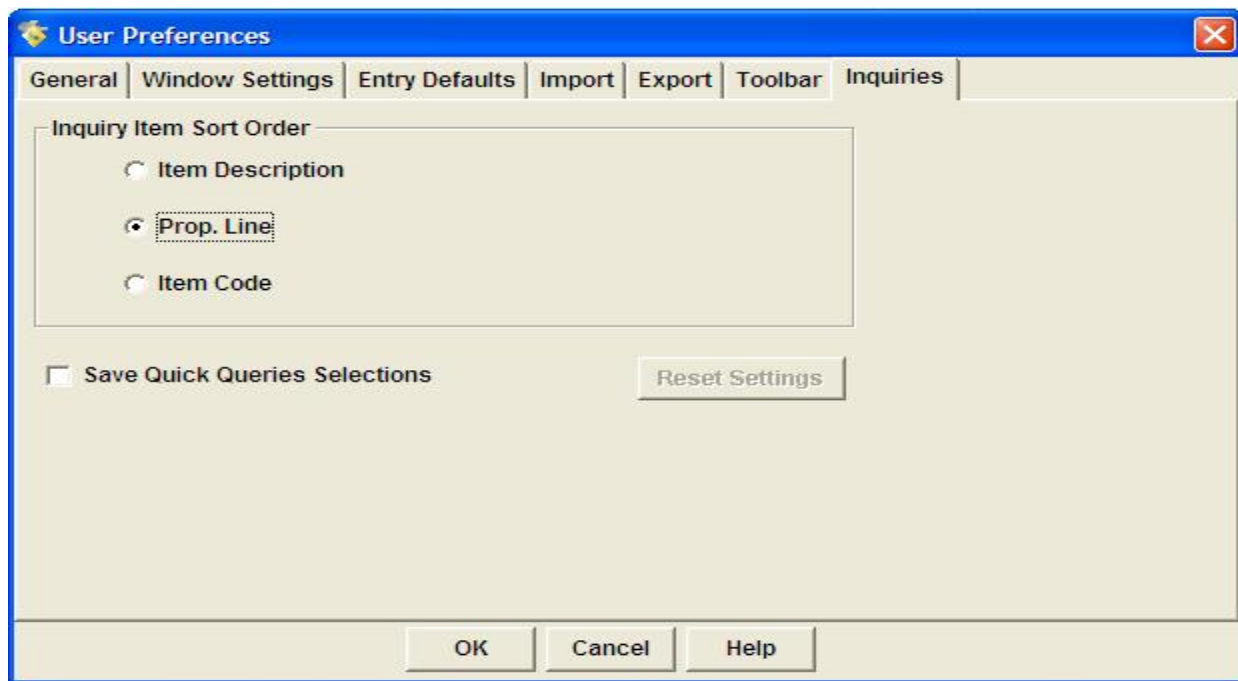 User Preferences
General Window Settings Entry Defaults Import Export Toolbar Inquiries
Inquiry Item Sort Order
Item Description
Prop. Line
Item Code
Save Quick Queries Selections Reset Settings
OK Cancel Help